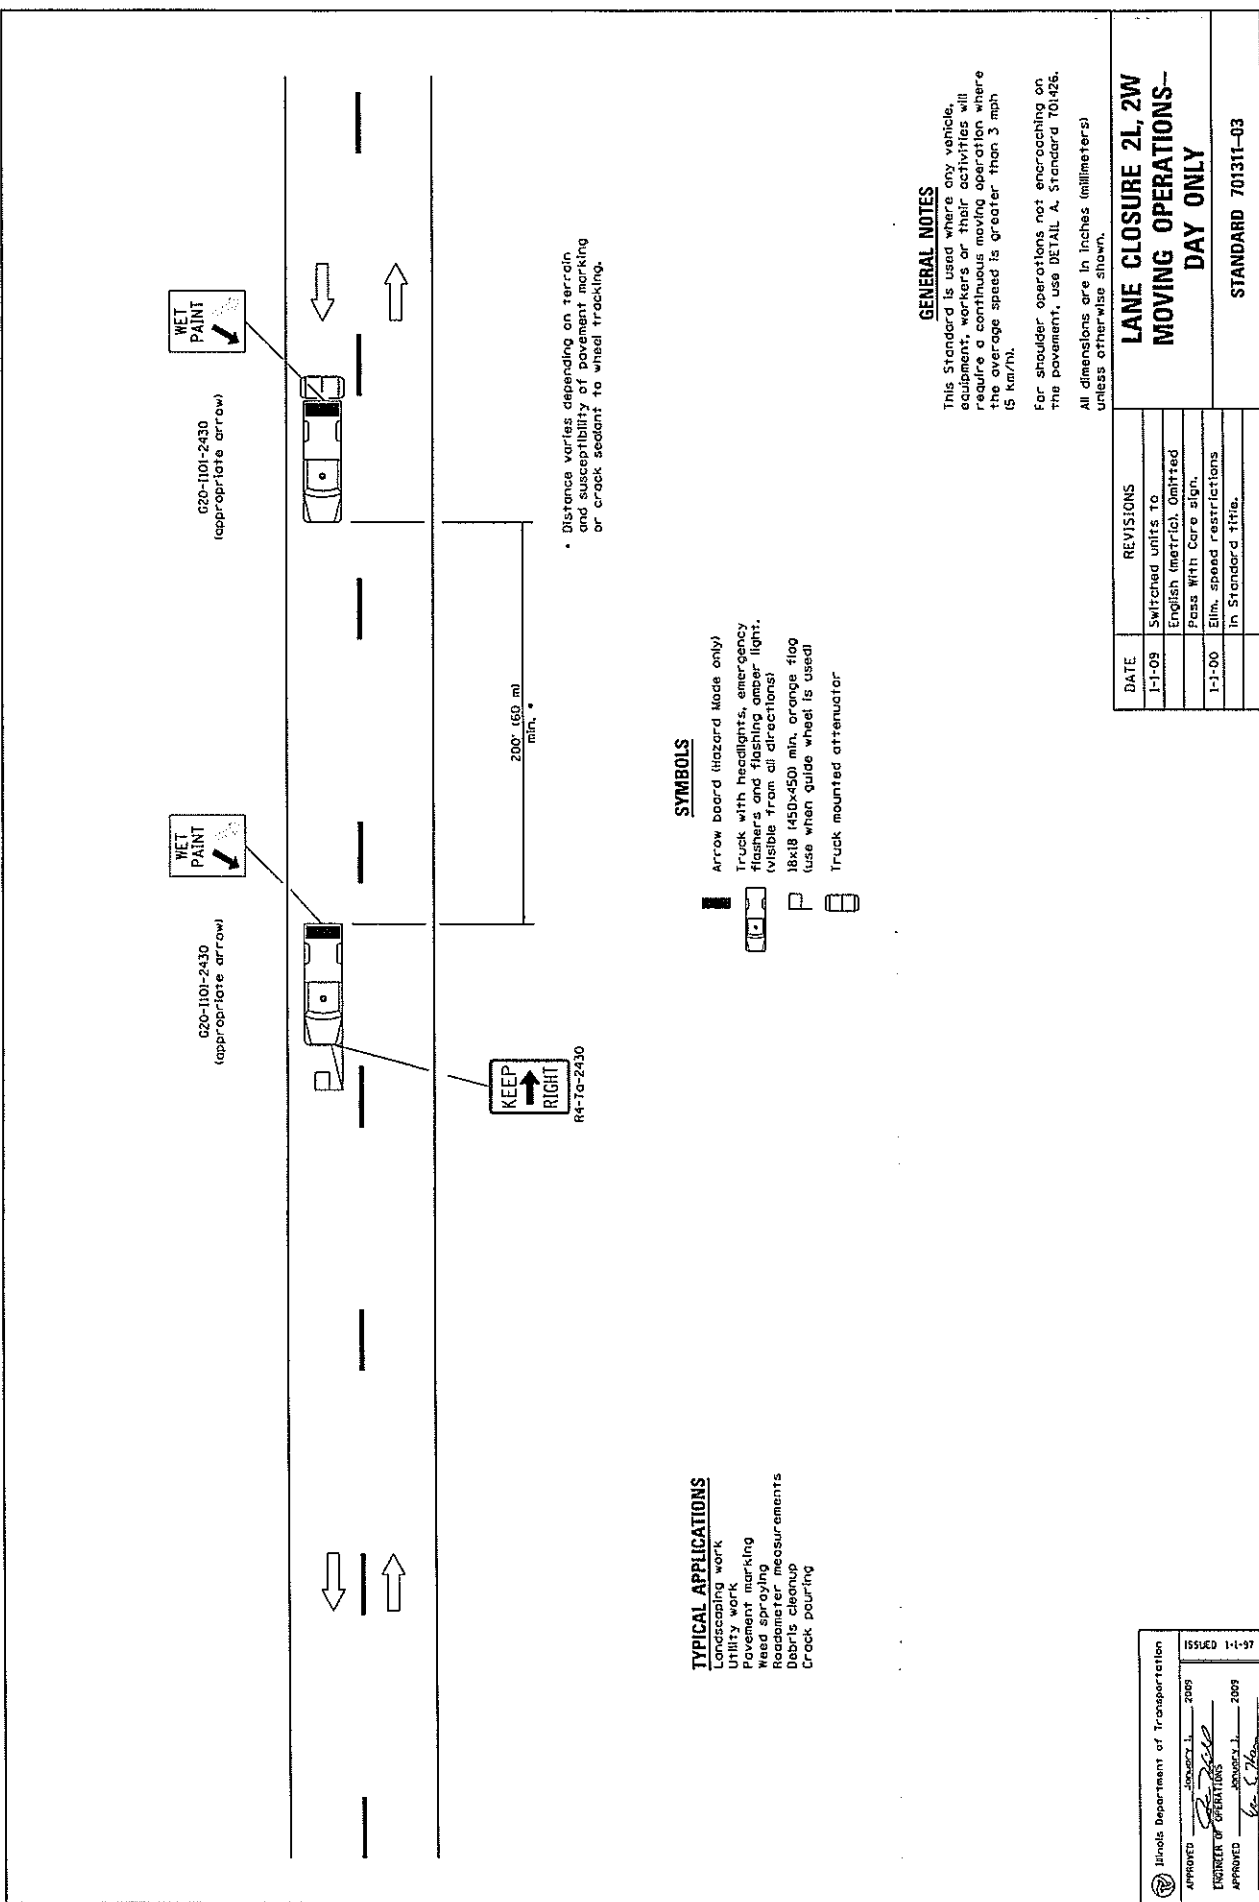 G20-I101-2430
(appropriate arrow)
WET
PAINT
G20-I101-2430
(appropriate arrow)
WET
PAINT
KEEP
RIGHT
R4-7a-2430
200' (60 m)
min. *
* Distance varies depending on terrain
and susceptibility of pavement marking
or crack sealant to wheel tracking.
TYPICAL APPLICATIONS
Landscaping work
Utility work
Pavement marking
Weed spraying
Roadometer measurements
Debris cleanup
Crack pouring
SYMBOLS
Arrow board (Hazard Mode only)
Truck with headlights, emergency
flashers and flashing amber light.
(visible from all directions)
18x18 (450x450) min. orange flag
(use when guide wheel is used)
Truck mounted attenuator
GENERAL NOTES
This Standard is used where any vehicle,
equipment, workers or their activities will
require a continuous moving operation where
the average speed is greater than 3 mph
(5 km/h).
For shoulder operations not encroaching on
the pavement, use DETAIL A, Standard 701426.
All dimensions are in inches (millimeters)
unless otherwise shown.
Illinois Department of Transportation
APPROVED January 1, 2009
ENGINEER OF OPERATIONS
APPROVED January 1, 2009
ISSUED 1-1-97
DATE REVISIONS
1-1-09 Switched units to
English (metric). Omitted
Pass With Care sign.
1-1-00 Elim. speed restrictions
in Standard title.
LANE CLOSURE 2L, 2W
MOVING OPERATIONS–
DAY ONLY
STANDARD 701311–03